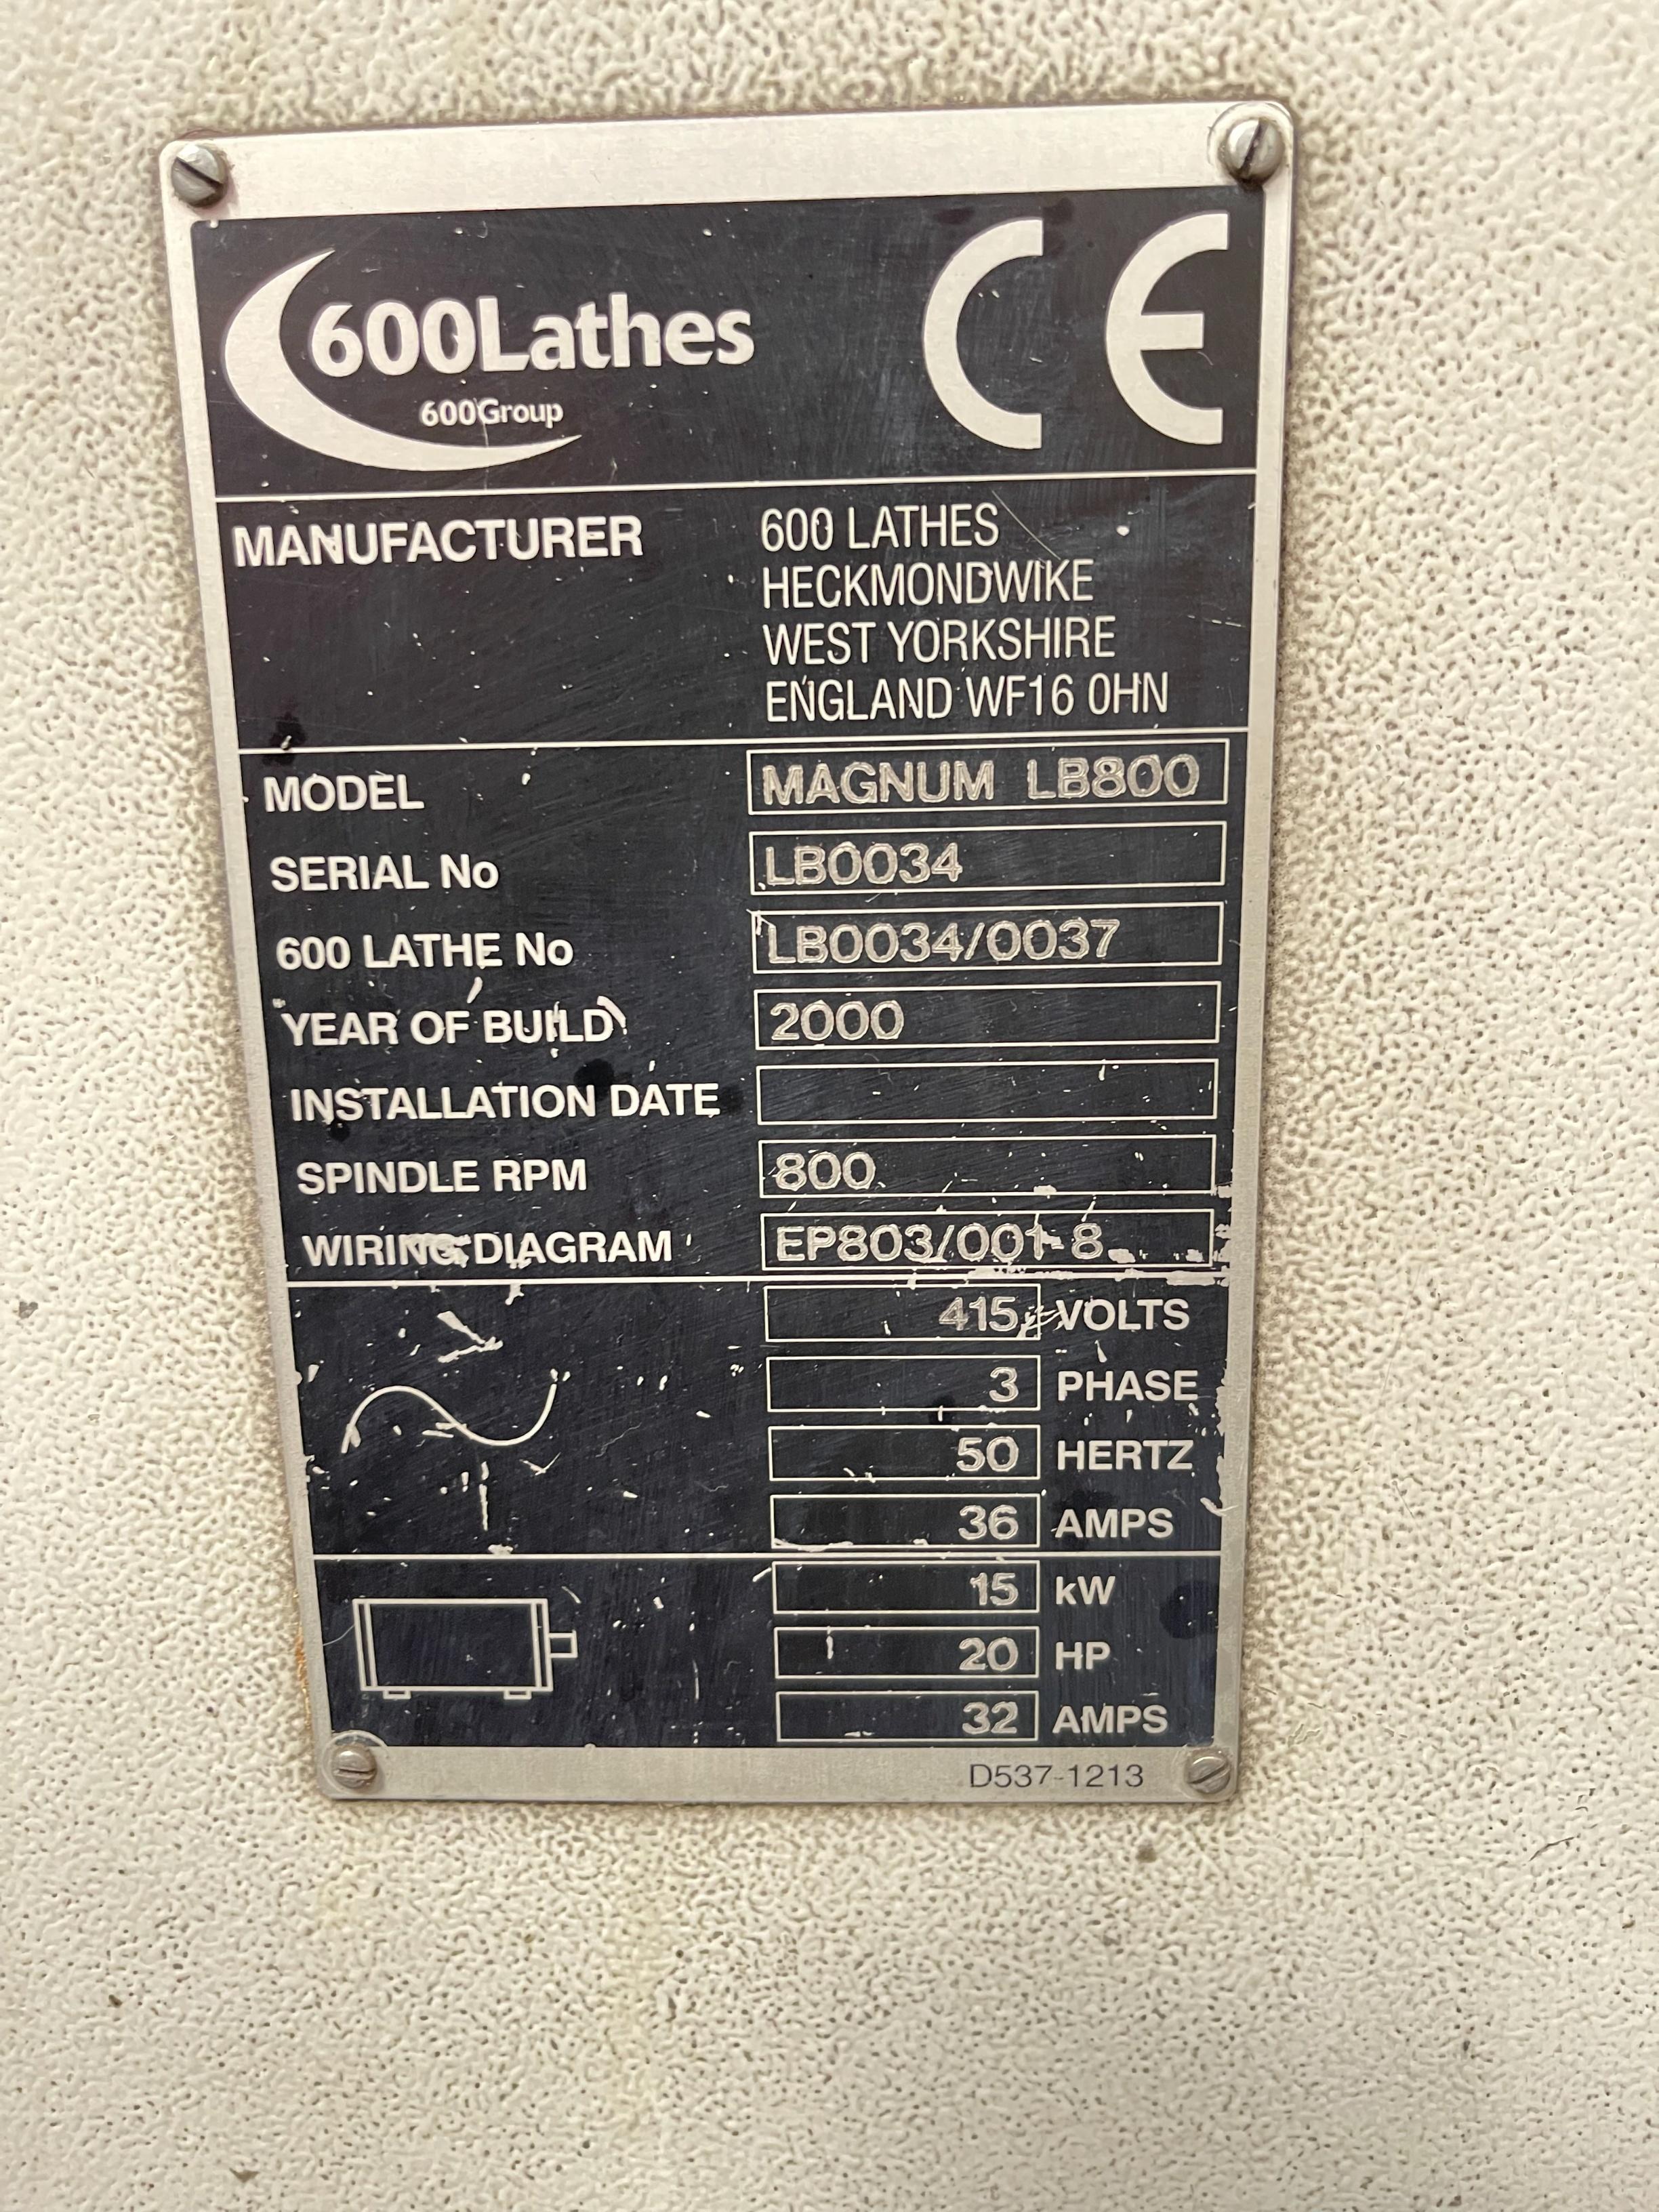 600Lathes
600Group
CE
MANUFACTURER 600 LATHES
HECKMONDWIKE
WEST YORKSHIRE
ENGLAND WF16 0HN
MODEL MAGNUM LB800
SERIAL No LB0034
600 LATHE No LB0034/0037
YEAR OF BUILD 2000
INSTALLATION DATE
SPINDLE RPM 800
WIRING DIAGRAM EP803/001-8
415 VOLTS
3 PHASE
50 HERTZ
36 AMPS
15 kW
20 HP
32 AMPS
D537-1213